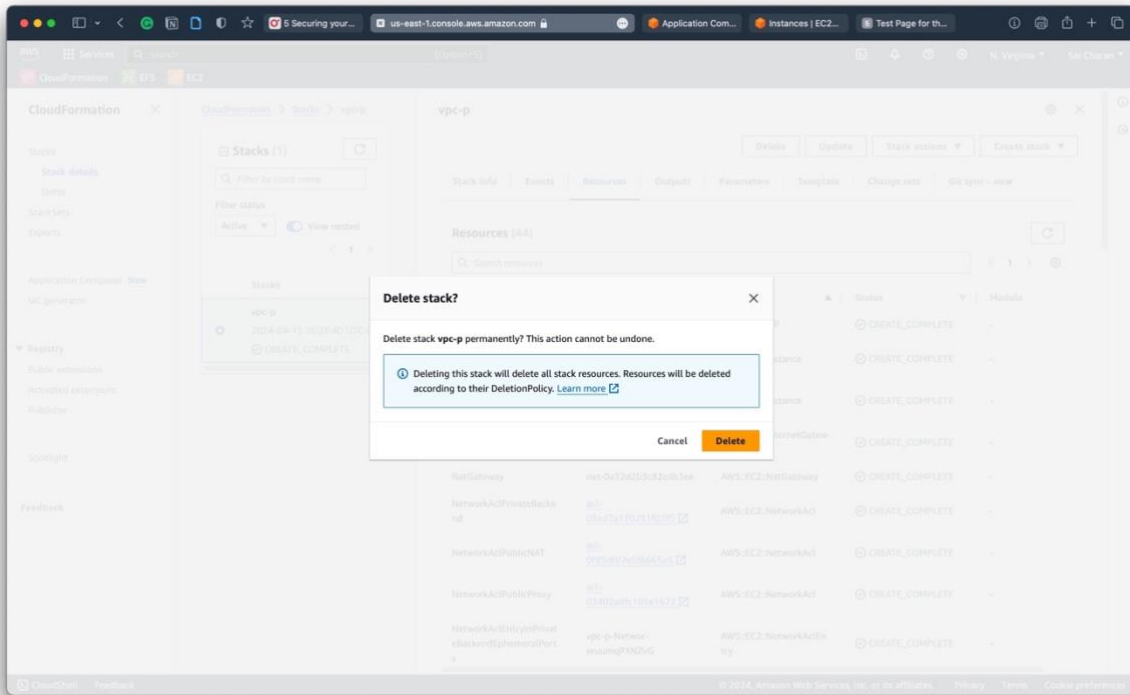 5 Securing your...
us-east-1.console.aws.amazon.com
Application Com...
Instances | EC2...
Test Page for th...
aws
Services
Search
[Option+S]
N. Virginia
Sai Charan
CloudFormation
EFS
EC2
CloudFormation
Stacks
Stack details
Drifts
StackSets
Exports
Application Composer New
IaC generator
Registry
Public extensions
Activated extensions
Publisher
Spotlight
Feedback
CloudFormation > Stacks > vpc-p
Stacks (1)
Filter by stack name
Filter status
Active
View nested
1
Stacks
vpc-p
CREATE_COMPLETE
vpc-p
Delete
Update
Stack actions
Create stack
Stack info
Events
Resources
Outputs
Parameters
Template
Change sets
Git sync - new
Resources (44)
Search resources
1
Status
Module
CREATE_COMPLETE
-
CREATE_COMPLETE
-
CREATE_COMPLETE
-
CREATE_COMPLETE
-
Delete stack?
Delete stack vpc-p permanently? This action cannot be undone.
Deleting this stack will delete all stack resources. Resources will be deleted
according to their DeletionPolicy. Learn more
Cancel
Delete
NatGateway
AWS::EC2::NatGateway
CREATE_COMPLETE
-
NetworkAclPrivateBacke
nd
AWS::EC2::NetworkAcl
CREATE_COMPLETE
-
NetworkAclPublicNAT
AWS::EC2::NetworkAcl
CREATE_COMPLETE
-
NetworkAclPublicProxy
AWS::EC2::NetworkAcl
CREATE_COMPLETE
-
NetworkAclEntryInPrivat
eBackendEphemeralPort
s
AWS::EC2::NetworkAclEn
try
CREATE_COMPLETE
-
CloudShell
Feedback
© 2024, Amazon Web Services, Inc. or its affiliates.
Privacy
Terms
Cookie preferences